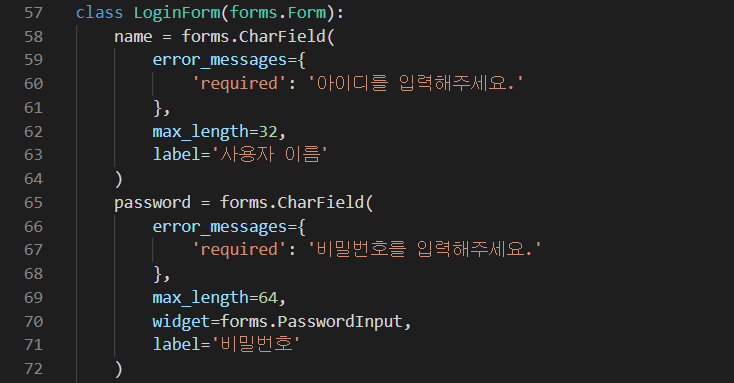 57 class LoginForm(forms.Form):
58     name = forms.CharField(
59         error_messages={
60             'required': '아이디를 입력해주세요.'
61         },
62         max_length=32,
63         label='사용자 이름'
64     )
65     password = forms.CharField(
66         error_messages={
67             'required': '비밀번호를 입력해주세요.'
68         },
69         max_length=64,
70         widget=forms.PasswordInput,
71         label='비밀번호'
72     )